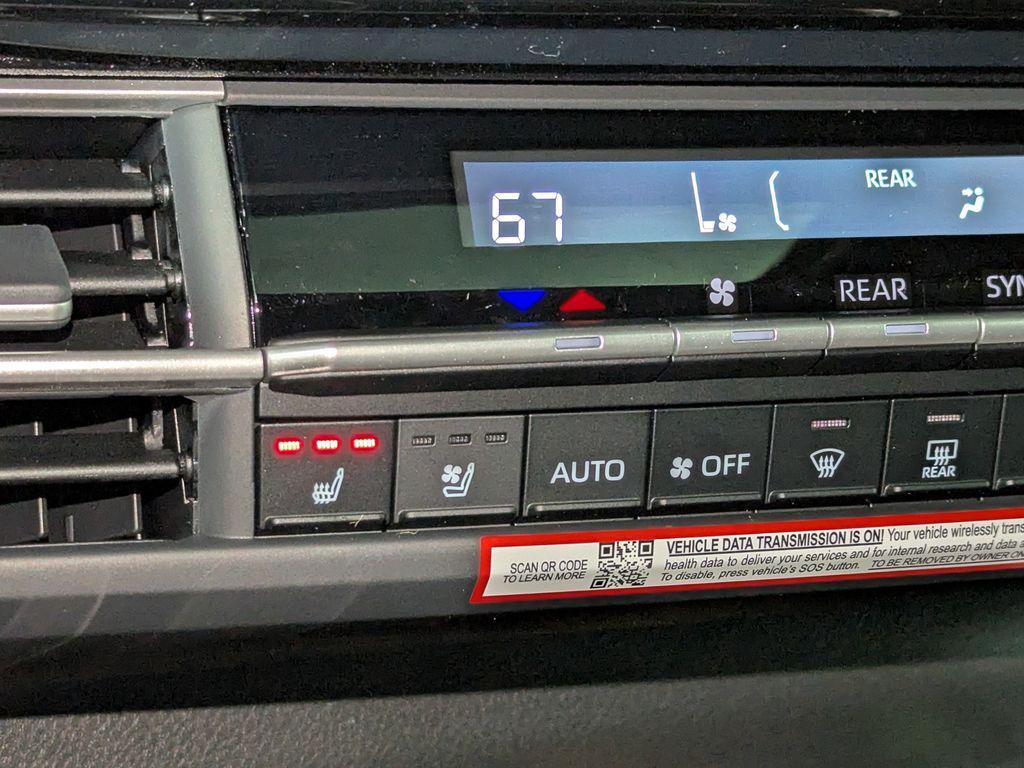 67
REAR
REAR
SYN
AUTO
OFF
REAR
SCAN QR CODE
TO LEARN MORE
VEHICLE DATA TRANSMISSION IS ON! Your vehicle wirelessly trans
health data to deliver your services and for internal research and data a
To disable, press vehicle's SOS button. TO BE REMOVED BY OWNER ON